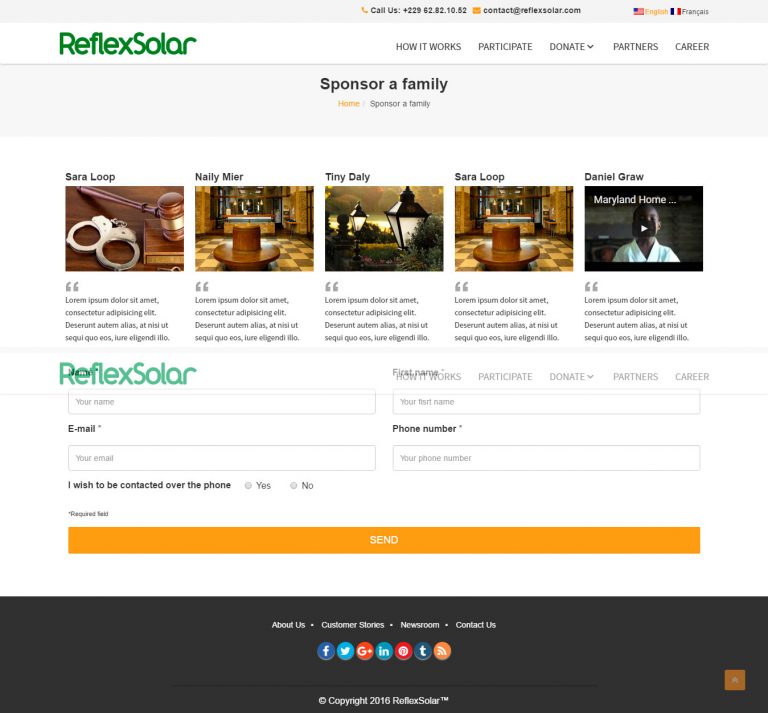 Call Us: +229 62.82.10.52 contact@reflexsolar.com English Français
ReflexSolar HOW IT WORKS PARTICIPATE DONATE PARTNERS CAREER
Sponsor a family
Home / Sponsor a family
Sara Loop Naily Mier Tiny Daly Sara Loop Daniel Graw
Maryland Home ...
Lorem ipsum dolor sit amet, Lorem ipsum dolor sit amet, Lorem ipsum dolor sit amet, Lorem ipsum dolor sit amet, Lorem ipsum dolor sit amet,
consectetur adipisicing elit. consectetur adipisicing elit. consectetur adipisicing elit. consectetur adipisicing elit. consectetur adipisicing elit.
Deserunt autem alias, at nisi ut Deserunt autem alias, at nisi ut Deserunt autem alias, at nisi ut Deserunt autem alias, at nisi ut Deserunt autem alias, at nisi ut
sequi quo eos, iure eligendi illo. sequi quo eos, iure eligendi illo. sequi quo eos, iure eligendi illo. sequi quo eos, iure eligendi illo. sequi quo eos, iure eligendi illo.
Name * First name *
ReflexSolar HOW IT WORKS PARTICIPATE DONATE PARTNERS CAREER
Your name Your fisrt name
E-mail * Phone number *
Your email Your phone number
I wish to be contacted over the phone Yes No
*Required field
SEND
About Us • Customer Stories • Newsroom • Contact Us
© Copyright 2016 ReflexSolar™